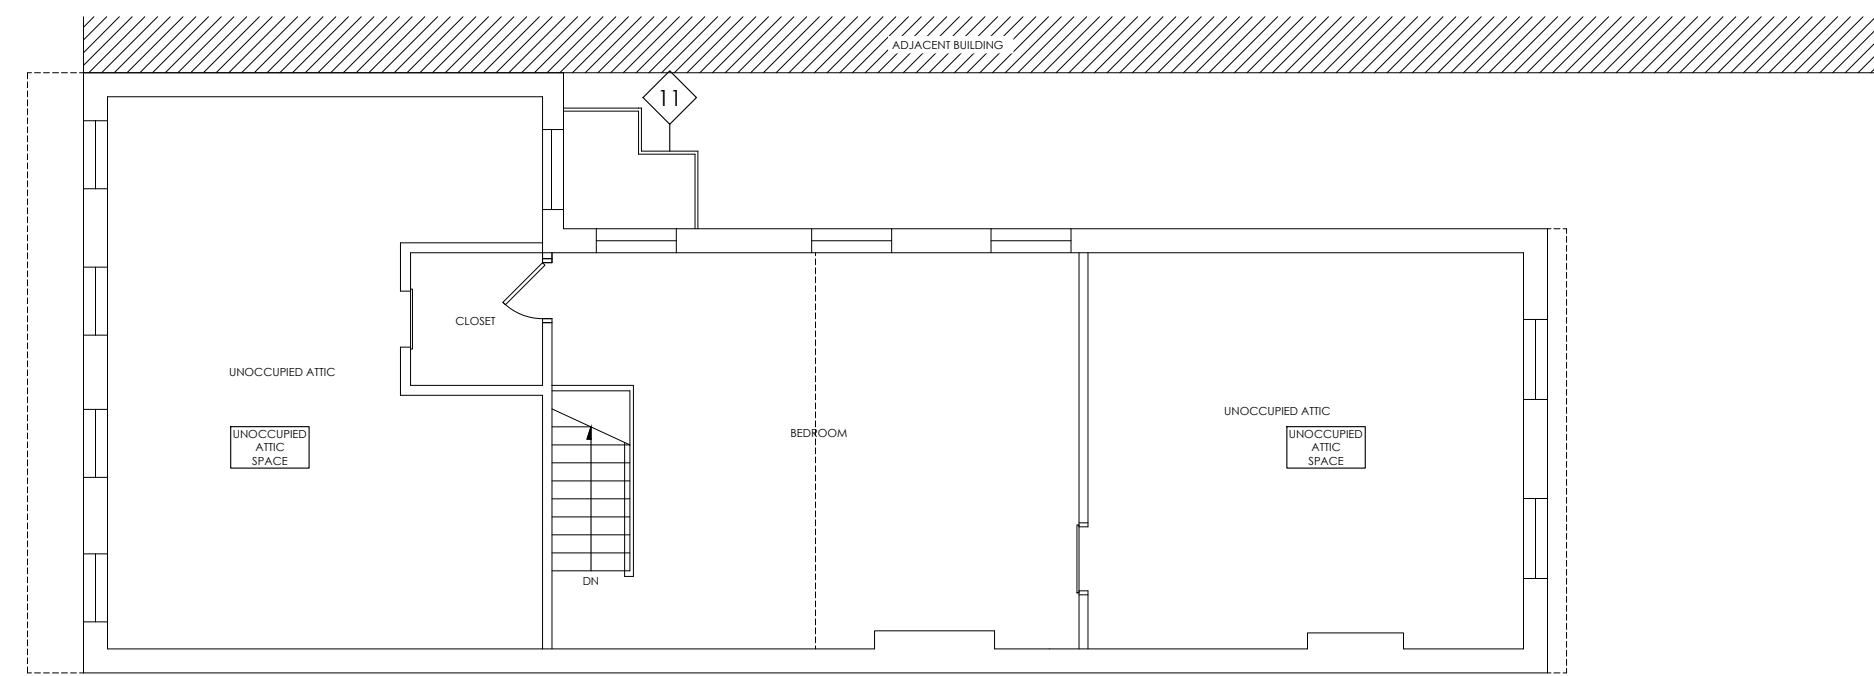 ADJACENT BUILDING
11
CLOSET
UNOCCUPIED ATTIC
UNOCCUPIED
ATTIC
SPACE
BEDROOM
DN
UNOCCUPIED ATTIC
UNOCCUPIED
ATTIC
SPACE